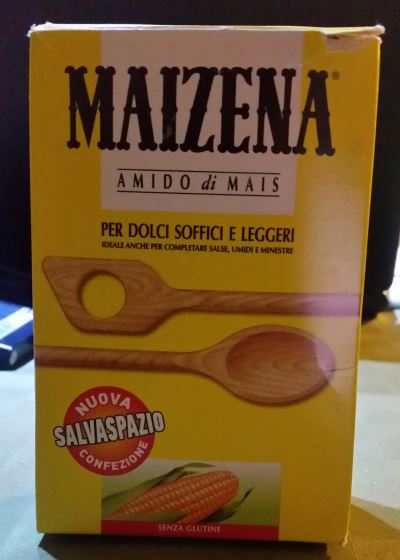 MAIZENA®
AMIDO di MAIS
PER DOLCI SOFFICI E LEGGERI
IDEALE ANCHE PER COMPLETARE SALSE, UMIDI E MINESTRE
NUOVA
SALVASPAZIO
CONFEZIONE
SENZA GLUTINE